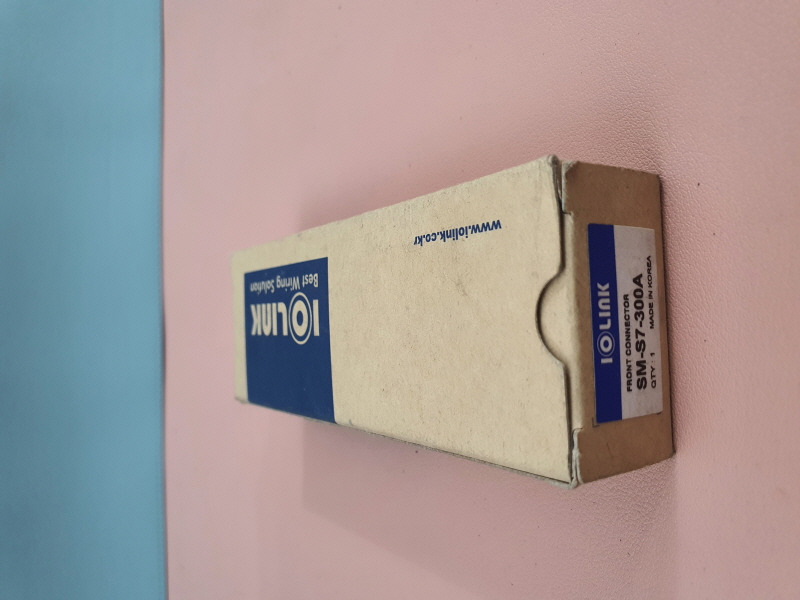 IOLINK
Best Wiring Solution
www.iolink.co.kr
IOLINK
FRONT CONNECTOR
SM-S7-300A
QTY : 1 MADE IN KOREA